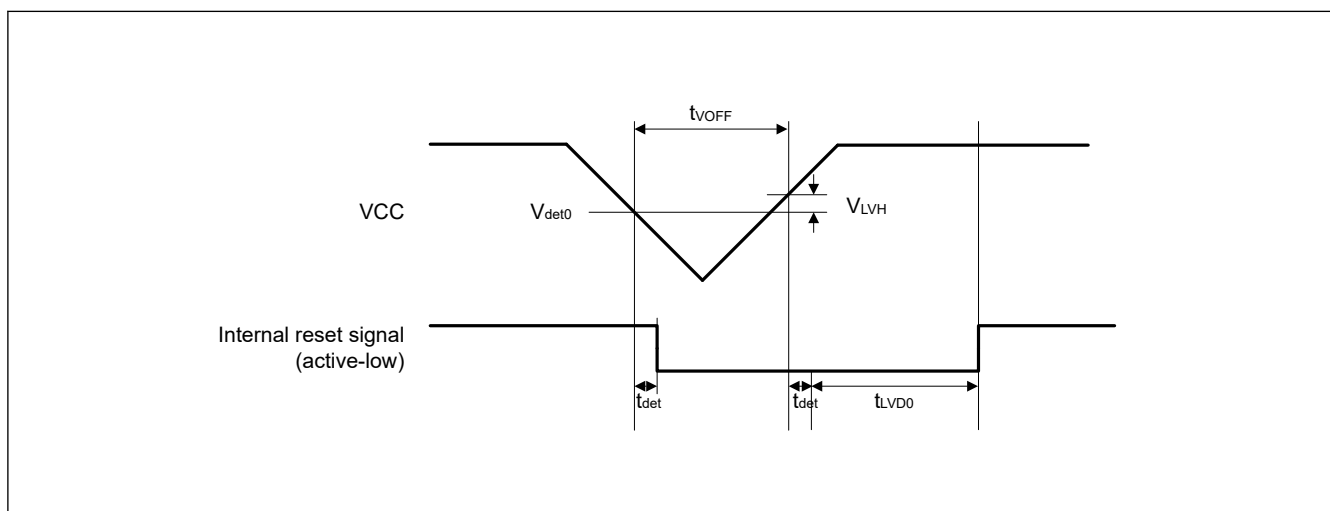 tVOFF
VCC
Vdet0
VLVH
Internal reset signal
(active-low)
tdet
tdet
tLVD0